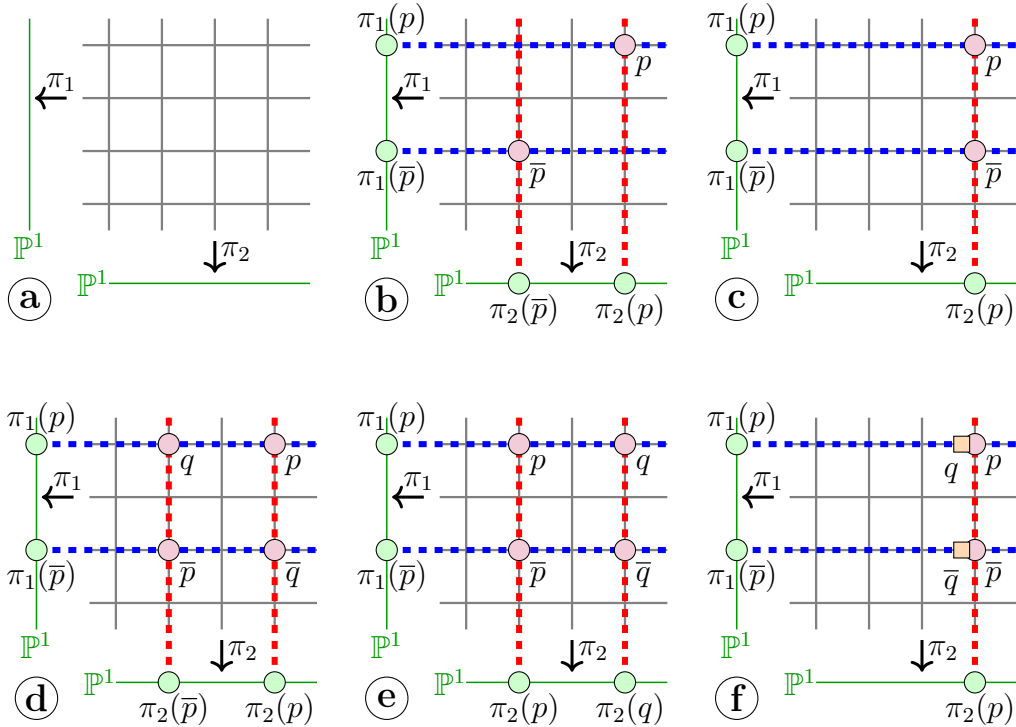 π₁
ℙ¹
π₂
ℙ¹
a
π₁(p)
p
π₁
p̅
π₁(p̅)
ℙ¹
π₂
ℙ¹
π₂(p̅) π₂(p)
b
π₁(p)
p
π₁
p̅
π₁(p̅)
ℙ¹
π₂
ℙ¹
π₂(p)
c
π₁(p)
q p
π₁
p̅ q̅
π₁(p̅)
ℙ¹
π₂
ℙ¹
π₂(p̅) π₂(p)
d
π₁(p)
p q
π₁
p̅ q̅
π₁(p̅)
ℙ¹
π₂
ℙ¹
π₂(p) π₂(q)
e
π₁(p)
q p
π₁
q̅ p̅
π₁(p̅)
ℙ¹
π₂
ℙ¹
π₂(p)
f